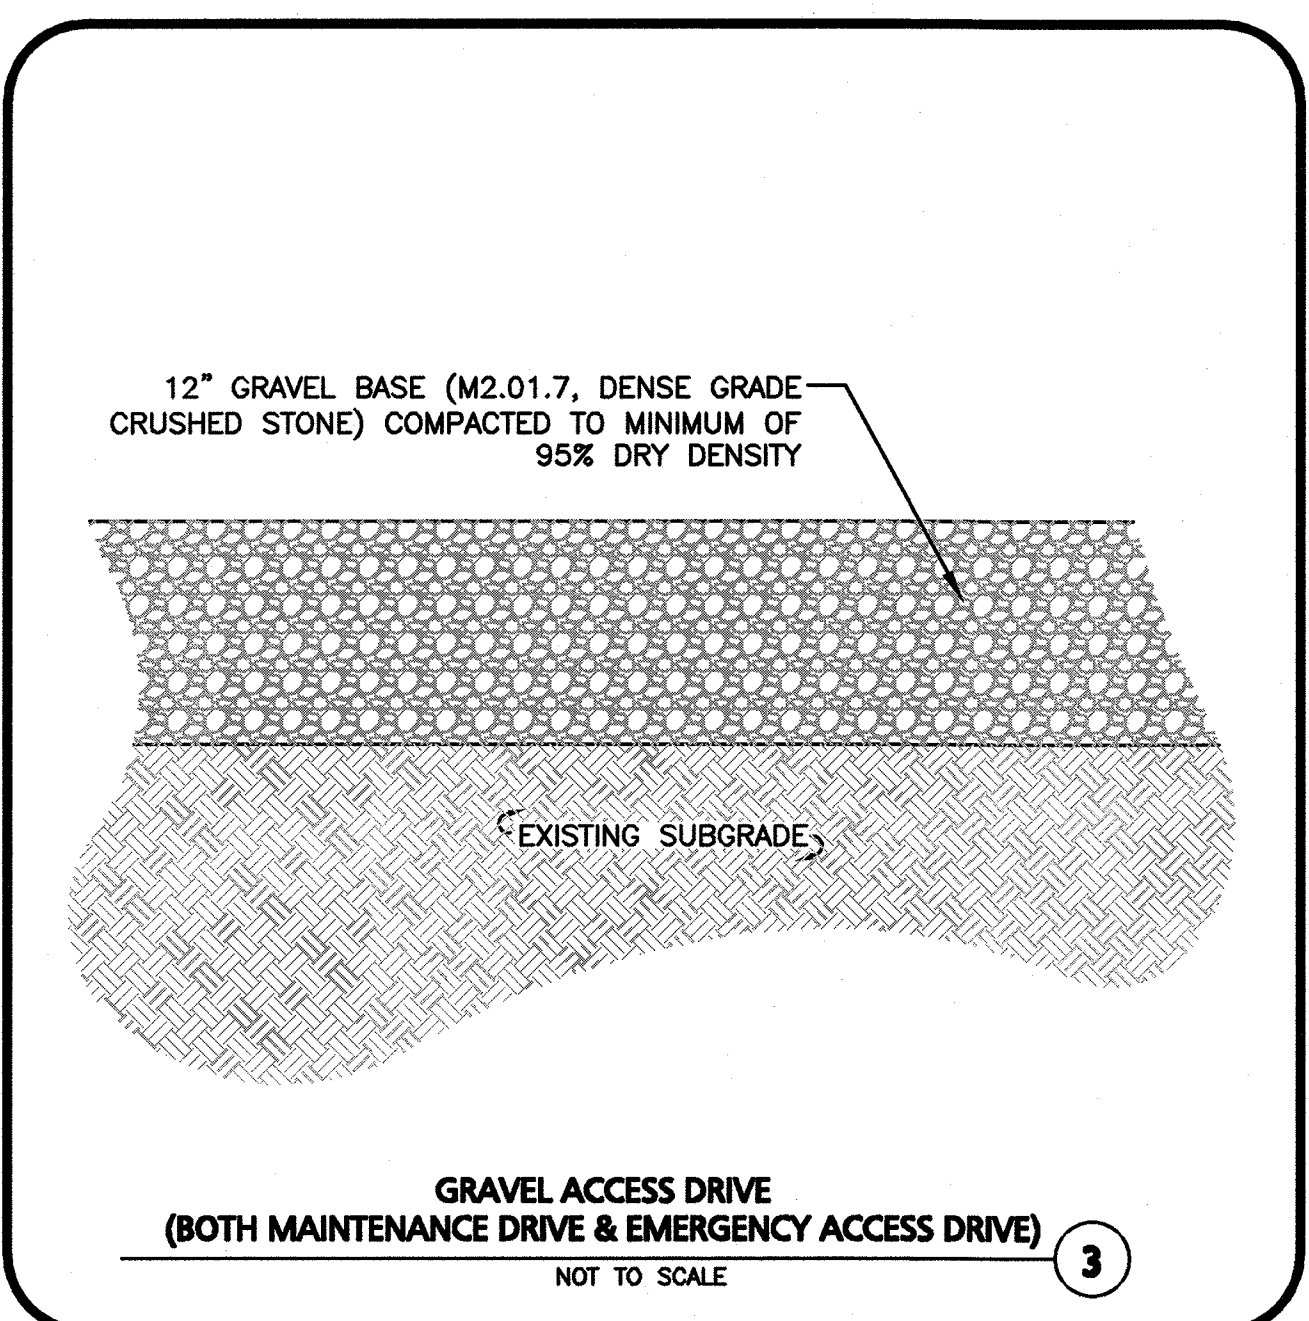 12" GRAVEL BASE (M2.01.7, DENSE GRADE
CRUSHED STONE) COMPACTED TO MINIMUM OF
95% DRY DENSITY
EXISTING SUBGRADE
GRAVEL ACCESS DRIVE
(BOTH MAINTENANCE DRIVE & EMERGENCY ACCESS DRIVE)
3
NOT TO SCALE